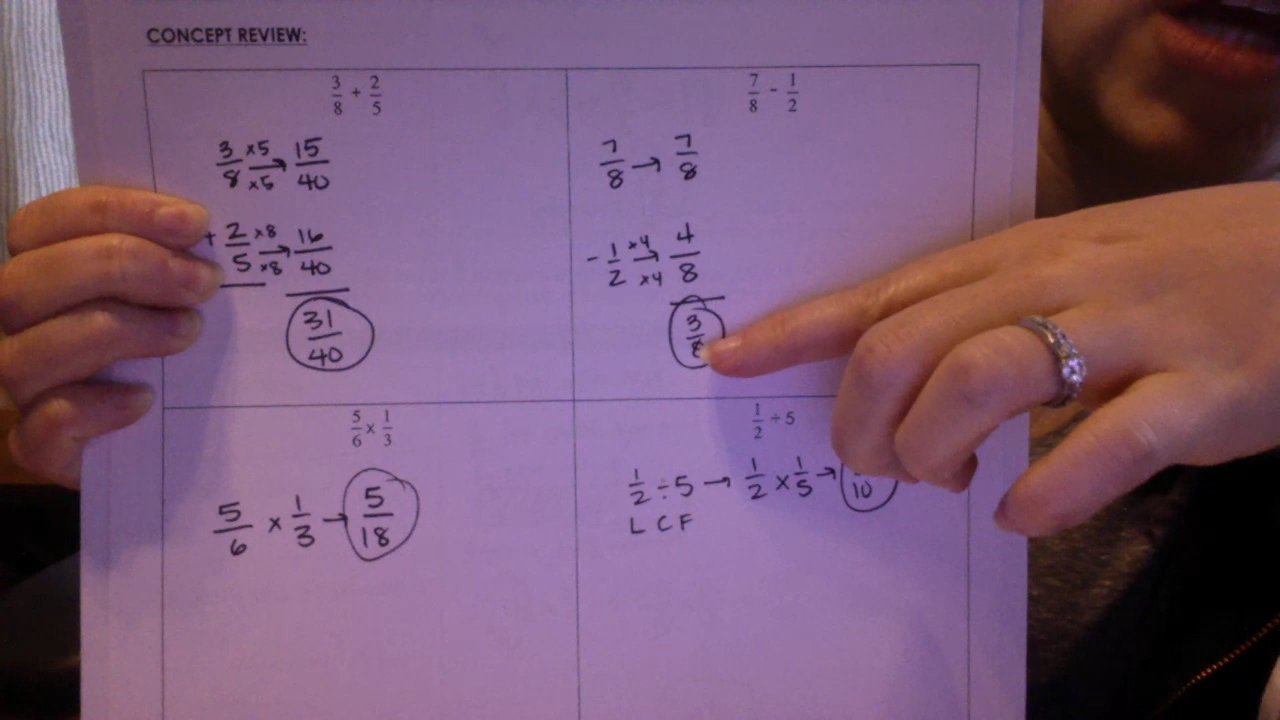 CONCEPT REVIEW:
3/8 + 2/5
3/8 ×5 ×5 → 15/40
+ 2/5 ×8 ×8 → 16/40
31/40
7/8 - 1/2
7/8 → 7/8
- 1/2 ×4 ×4 → 4/8
3/8
5/6 × 1/3
5/6 × 1/3 → 5/18
1/2 ÷ 5
1/2 ÷ 5 → 1/2 × 1/5 → 10
L C F